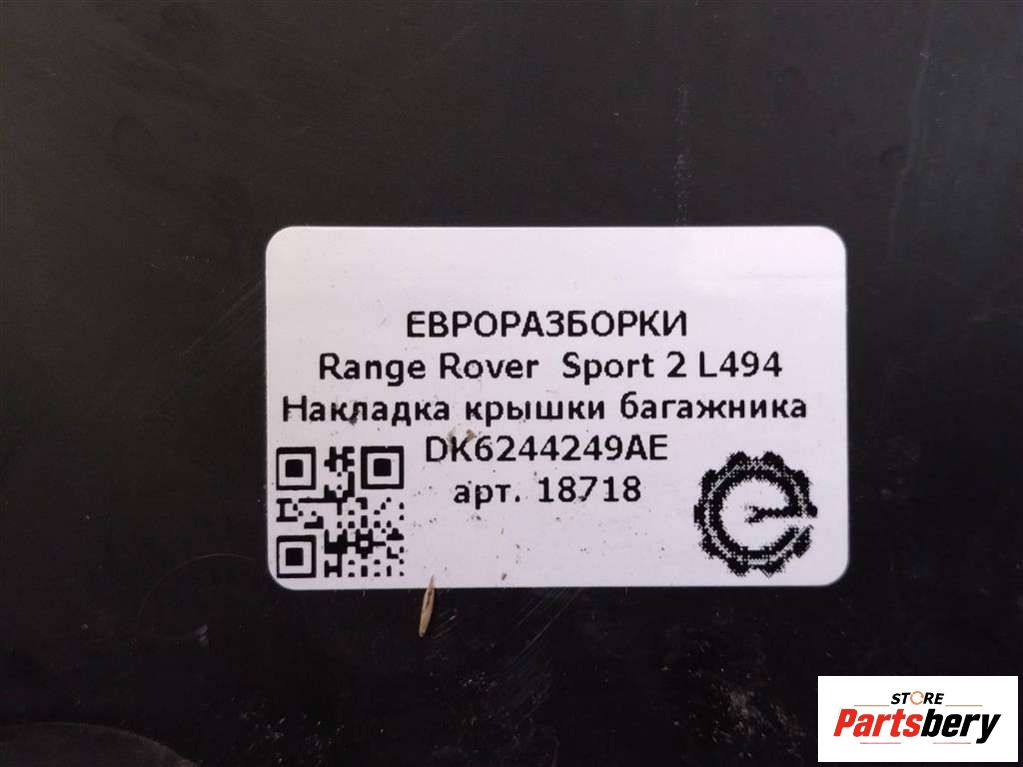 ЕВРОРАЗБОРКИ
Range Rover Sport 2 L494
Накладка крышки багажника
DK6244249AE
арт. 18718
STORE
Partsbery